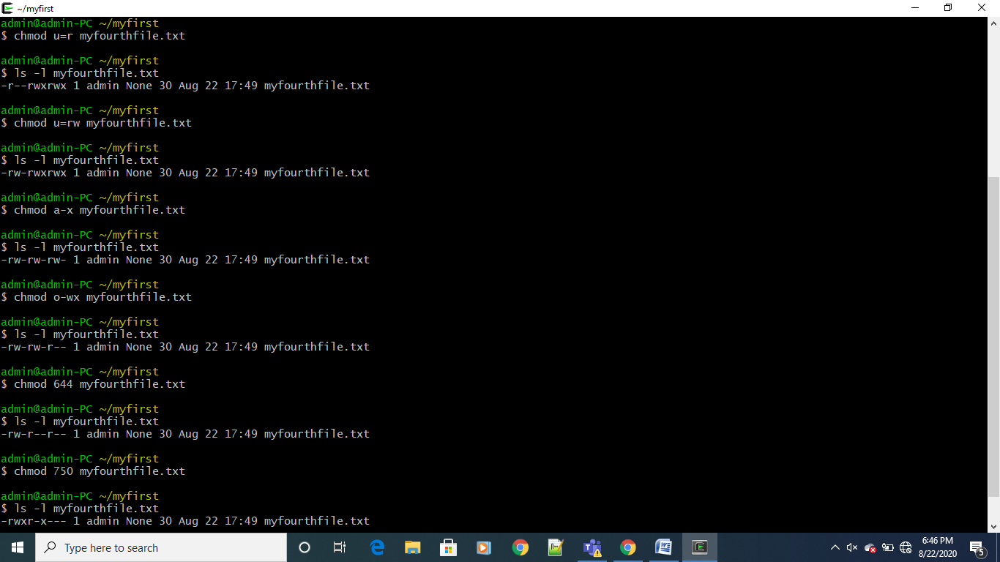 ~/myfirst
admin@admin-PC ~/myfirst
$ chmod u=r myfourthfile.txt
admin@admin-PC ~/myfirst
$ ls -l myfourthfile.txt
-r--rwxrwx 1 admin None 30 Aug 22 17:49 myfourthfile.txt
admin@admin-PC ~/myfirst
$ chmod u=rw myfourthfile.txt
admin@admin-PC ~/myfirst
$ ls -l myfourthfile.txt
-rw-rwxrwx 1 admin None 30 Aug 22 17:49 myfourthfile.txt
admin@admin-PC ~/myfirst
$ chmod a-x myfourthfile.txt
admin@admin-PC ~/myfirst
$ ls -l myfourthfile.txt
-rw-rw-rw- 1 admin None 30 Aug 22 17:49 myfourthfile.txt
admin@admin-PC ~/myfirst
$ chmod o-wx myfourthfile.txt
admin@admin-PC ~/myfirst
$ ls -l myfourthfile.txt
-rw-rw-r-- 1 admin None 30 Aug 22 17:49 myfourthfile.txt
admin@admin-PC ~/myfirst
$ chmod 644 myfourthfile.txt
admin@admin-PC ~/myfirst
$ ls -l myfourthfile.txt
-rw-r--r-- 1 admin None 30 Aug 22 17:49 myfourthfile.txt
admin@admin-PC ~/myfirst
$ chmod 750 myfourthfile.txt
admin@admin-PC ~/myfirst
$ ls -l myfourthfile.txt
-rwxr-x--- 1 admin None 30 Aug 22 17:49 myfourthfile.txt
Type here to search
6:46 PM
8/22/2020
5